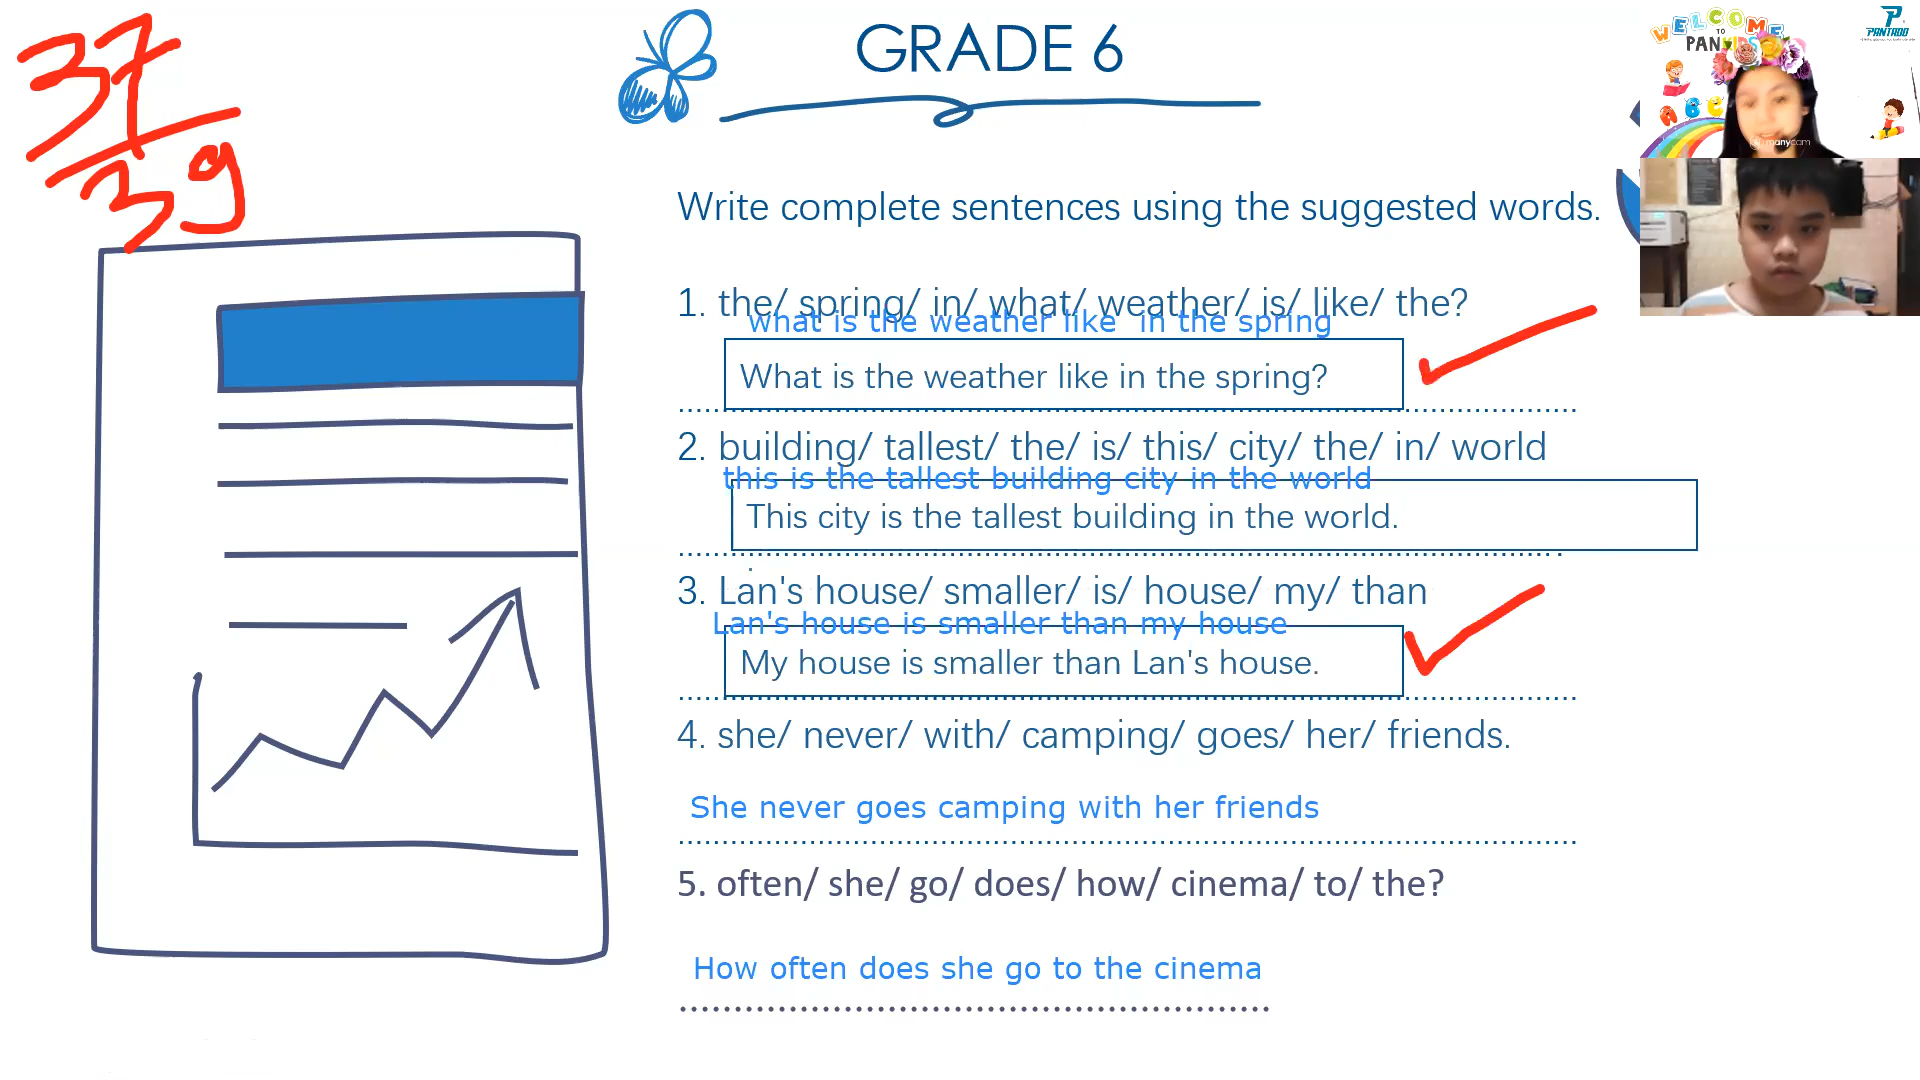 37
39
GRADE 6
WELCOME
TO
PANKIDS
ABC
PANTADO
manycam
Write complete sentences using the suggested words.
1. the/ spring/ in/ what/ weather/ is/ like/ the?
what is the weather like in the spring
What is the weather like in the spring?
2. building/ tallest/ the/ is/ this/ city/ the/ in/ world
this is the tallest building city in the world
This city is the tallest building in the world.
3. Lan's house/ smaller/ is/ house/ my/ than
Lan's house is smaller than my house
My house is smaller than Lan's house.
4. she/ never/ with/ camping/ goes/ her/ friends.
She never goes camping with her friends
5. often/ she/ go/ does/ how/ cinema/ to/ the?
How often does she go to the cinema